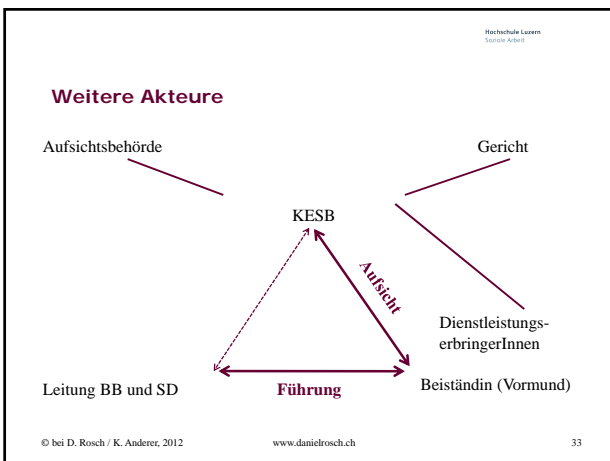 Hochschule Luzern
Soziale Arbeit
Weitere Akteure
Aufsichtsbehörde
Gericht
KESB
Aufsicht
Dienstleistungs-
erbringerInnen
Leitung BB und SD
Führung
Beiständin (Vormund)
© bei D. Rosch / K. Anderer, 2012
www.danielrosch.ch
33